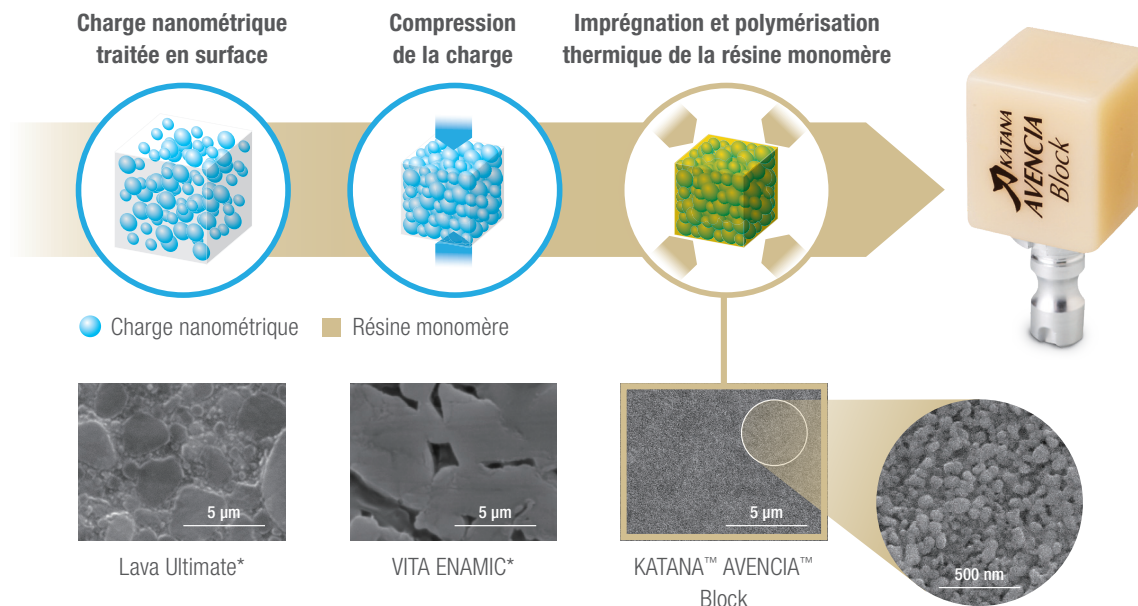 Charge nanométrique
traitée en surface
Compression
de la charge
Imprégnation et polymérisation
thermique de la résine monomère
KATANA
AVENCIA
Block
Charge nanométrique
Résine monomère
5 µm
5 µm
5 µm
500 nm
Lava Ultimate*
VITA ENAMIC*
KATANA™ AVENCIA™
Block